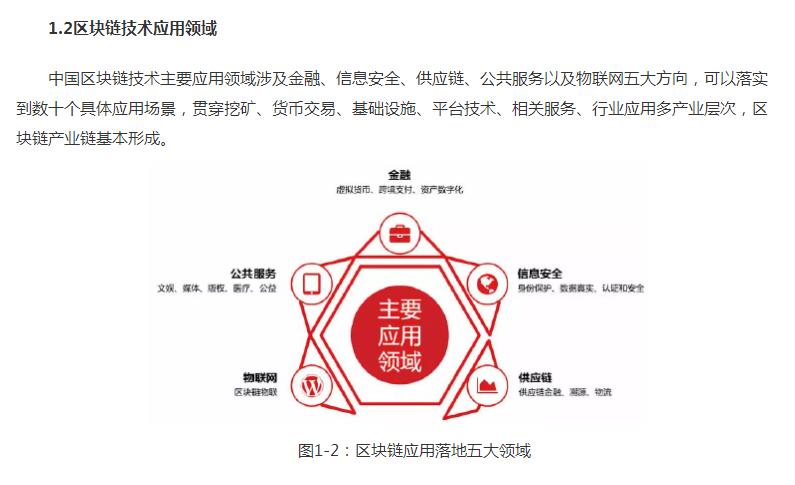 1.2区块链技术应用领域
中国区块链技术主要应用领域涉及金融、信息安全、供应链、公共服务以及物联网五大方向，可以落实
到数十个具体应用场景，贯穿挖矿、货币交易、基础设施、平台技术、相关服务、行业应用多产业层次，区
块链产业链基本形成。
金融
虚拟货币、跨境支付、资产数字化
公共服务
文娱、媒体、版权、医疗、公益
信息安全
身份保护、数据真实、认证和安全
主要
应用
领域
物联网
区块链物联
供应链
供应链金融、溯源、物流
图1-2：区块链应用落地五大领域